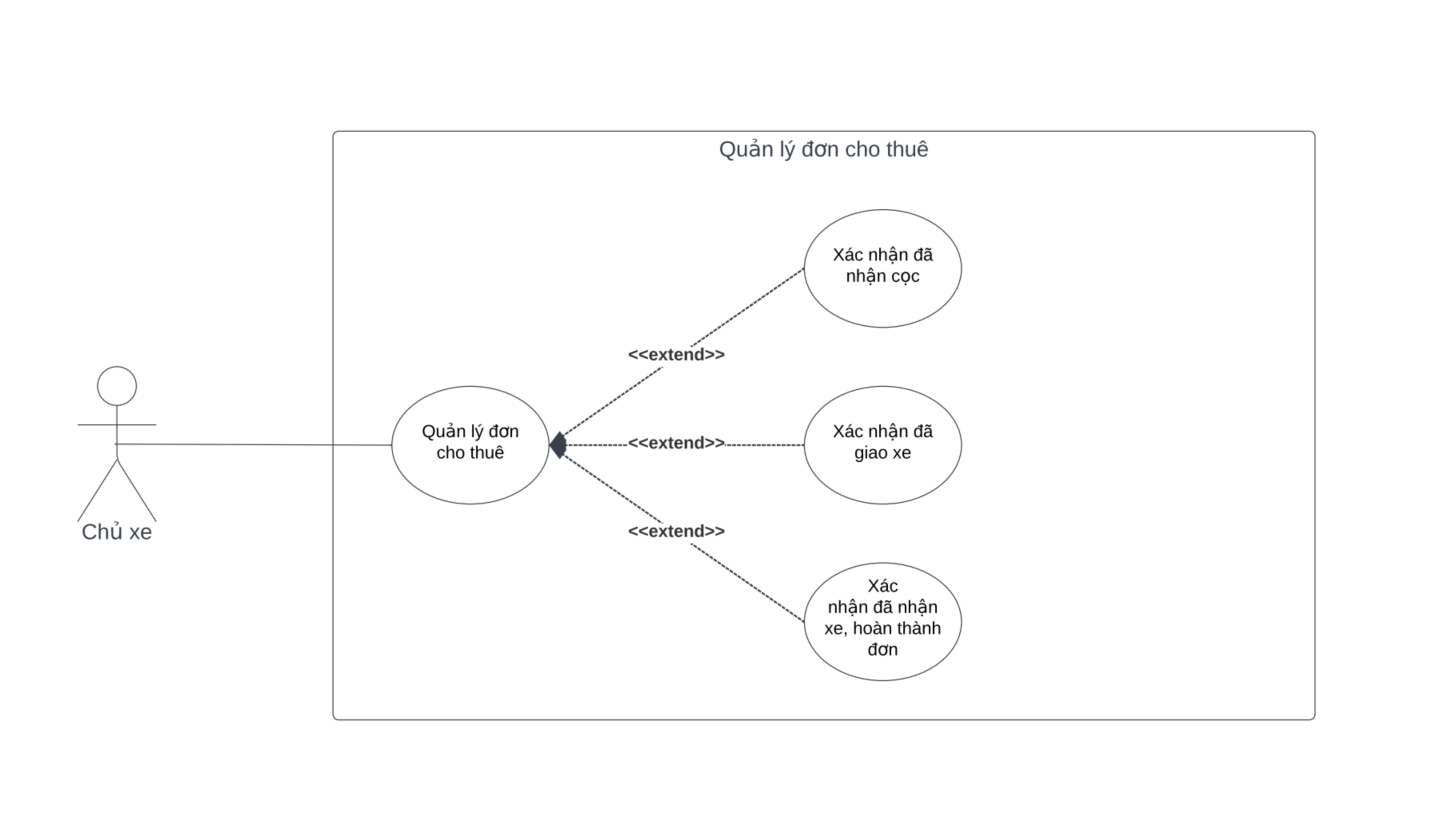 Quản lý đơn cho thuê
Xác nhận đã
nhận cọc
<<extend>>
Quản lý đơn
cho thuê
<<extend>>
Xác nhận đã
giao xe
Chủ xe
<<extend>>
Xác
nhận đã nhận
xe, hoàn thành
đơn